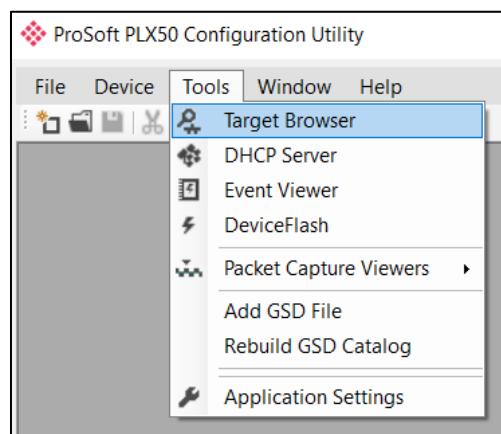 ProSoft PLX50 Configuration Utility
File Device Tools Window Help
Target Browser
DHCP Server
Event Viewer
DeviceFlash
Packet Capture Viewers
Add GSD File
Rebuild GSD Catalog
Application Settings